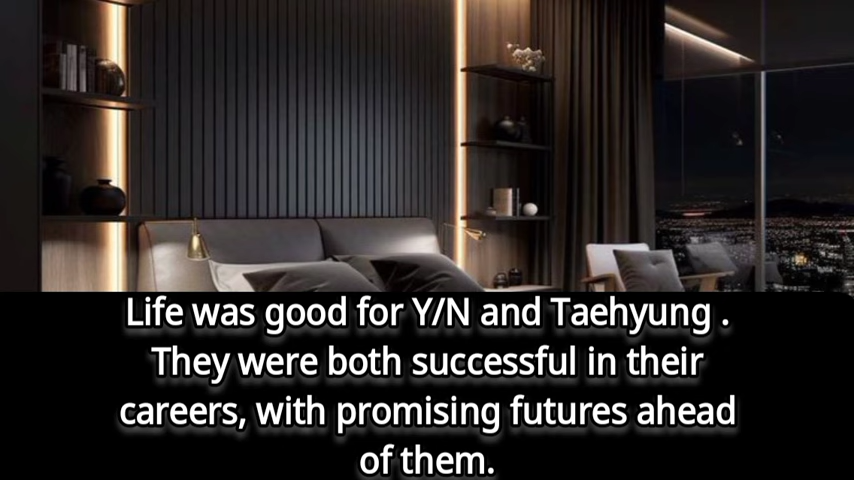 Life was good for Y/N and Taehyung .
They were both successful in their
careers, with promising futures ahead
of them.